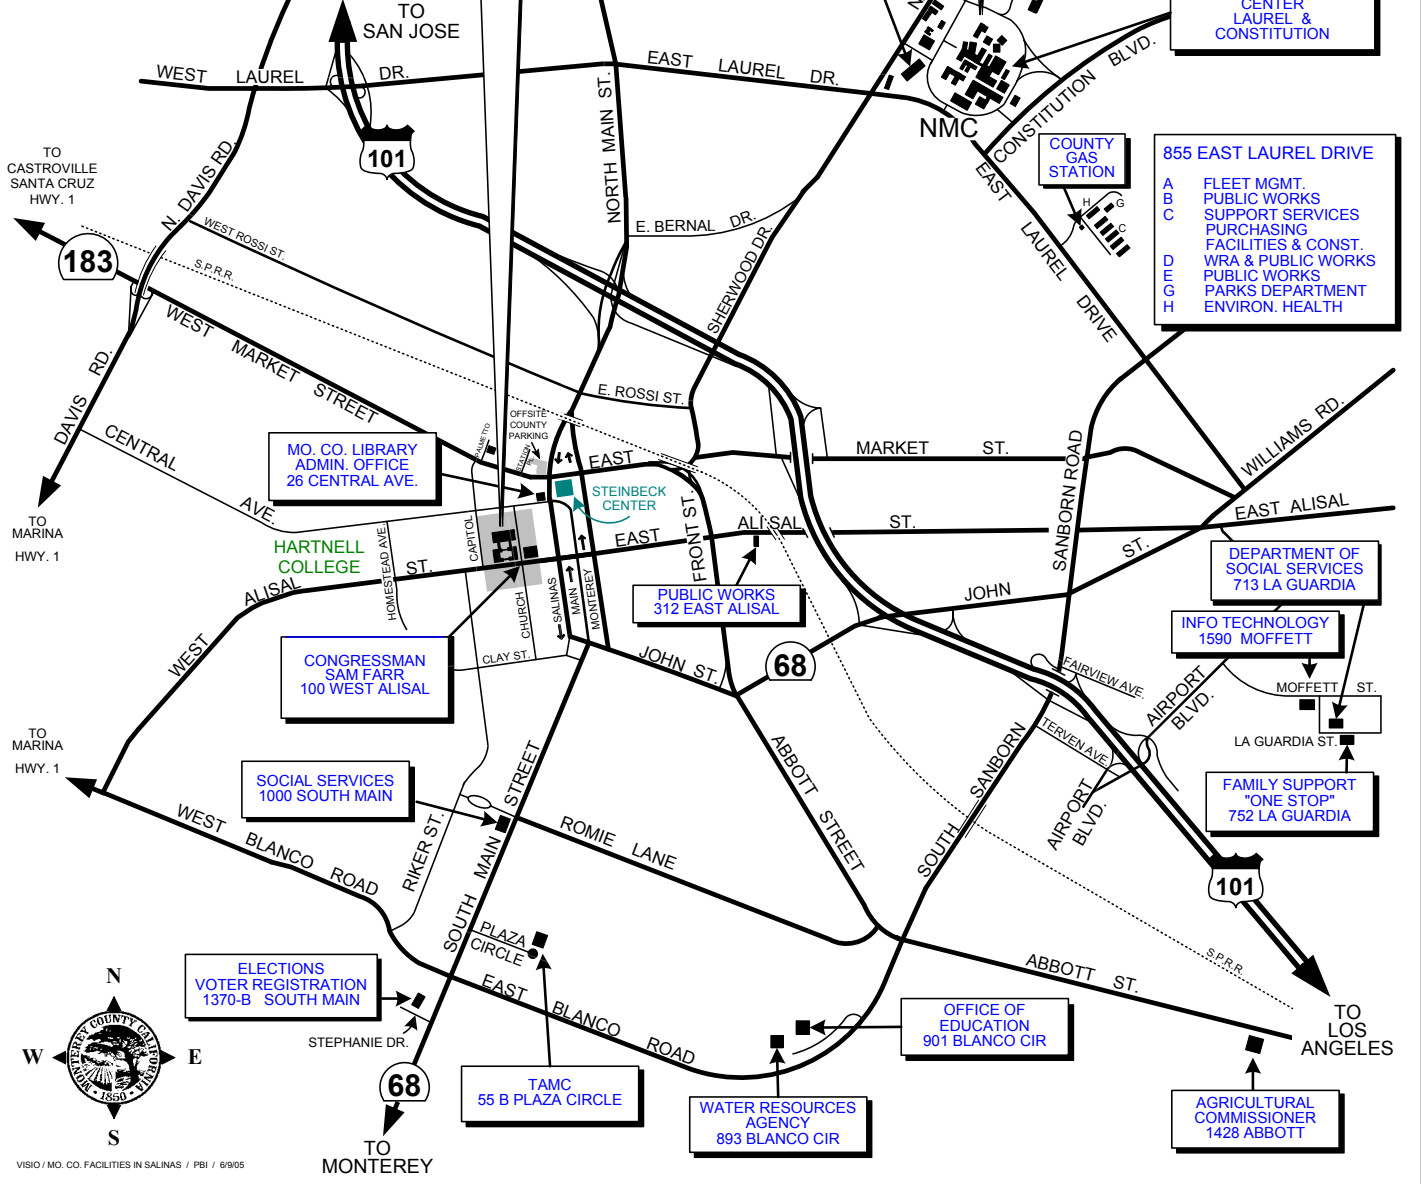 TO
SAN JOSE
CENTER
LAUREL &
CONSTITUTION
WEST LAUREL DR.
EAST LAUREL DR.
CONSTITUTION BLVD.
NMC
101
NORTH MAIN ST.
TO
CASTROVILLE
SANTA CRUZ
HWY. 1
183
N. DAVIS RD.
WEST ROSSI ST.
S.P.R.R.
E. BERNAL DR.
SHERWOOD DR.
EAST LAUREL DRIVE
COUNTY
GAS
STATION
H G
C
855 EAST LAUREL DRIVE
A FLEET MGMT.
B PUBLIC WORKS
C SUPPORT SERVICES
PURCHASING
FACILITIES & CONST.
D WRA & PUBLIC WORKS
E PUBLIC WORKS
G PARKS DEPARTMENT
H ENVIRON. HEALTH
WEST MARKET STREET
DAVIS RD.
CENTRAL AVE.
E. ROSSI ST.
OFFSITE
COUNTY
PARKING
PALMETTO
STATION PL.
MO. CO. LIBRARY
ADMIN. OFFICE
26 CENTRAL AVE.
EAST MARKET ST.
STEINBECK
CENTER
WILLIAMS RD.
SANBORN ROAD
TO
MARINA
HWY. 1
HARTNELL
COLLEGE
HOMESTEAD AVE.
CAPITOL
EAST ALISAL ST.
EAST ALISAL
FRONT ST.
WEST ALISAL ST.
CHURCH
SALINAS
MAIN
MONTEREY
CLAY ST.
PUBLIC WORKS
312 EAST ALISAL
JOHN ST.
JOHN ST.
68
DEPARTMENT OF
SOCIAL SERVICES
713 LA GUARDIA
INFO TECHNOLOGY
1590 MOFFETT
MOFFETT ST.
LA GUARDIA ST.
FAMILY SUPPORT
"ONE STOP"
752 LA GUARDIA
CONGRESSMAN
SAM FARR
100 WEST ALISAL
FAIRVIEW AVE.
AIRPORT
BLVD.
TERVEN AVE.
AIRPORT
BLVD.
TO
MARINA
HWY. 1
SOCIAL SERVICES
1000 SOUTH MAIN
WEST BLANCO ROAD
RIKER ST.
SOUTH MAIN STREET
ROMIE LANE
ABBOTT STREET
SOUTH SANBORN
101
PLAZA
CIRCLE
EAST BLANCO ROAD
ABBOTT ST.
S.P.R.R.
TO
LOS
ANGELES
ELECTIONS
VOTER REGISTRATION
1370-B SOUTH MAIN
STEPHANIE DR.
OFFICE OF
EDUCATION
901 BLANCO CIR
N
W
E
S
MONTEREY COUNTY CALIFORNIA
1850
68
TO
MONTEREY
TAMC
55 B PLAZA CIRCLE
WATER RESOURCES
AGENCY
893 BLANCO CIR
AGRICULTURAL
COMMISSIONER
1428 ABBOTT
VISIO / MO. CO. FACILITIES IN SALINAS / PBI / 6/9/05